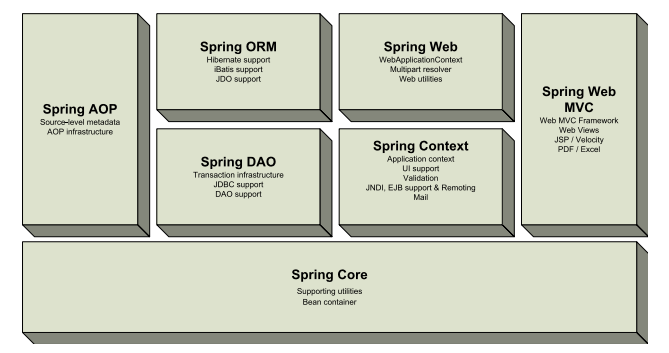 Spring AOP
Source-level metadata
AOP infrastructure
Spring ORM
Hibernate support
iBatis support
JDO support
Spring DAO
Transaction infrastructure
JDBC support
DAO support
Spring Web
WebApplicationContext
Multipart resolver
Web utilities
Spring Context
Application context
UI support
Validation
JNDI, EJB support & Remoting
Mail
Spring Web
MVC
Web MVC Framework
Web Views
JSP / Velocity
PDF / Excel
Spring Core
Supporting utilities
Bean container